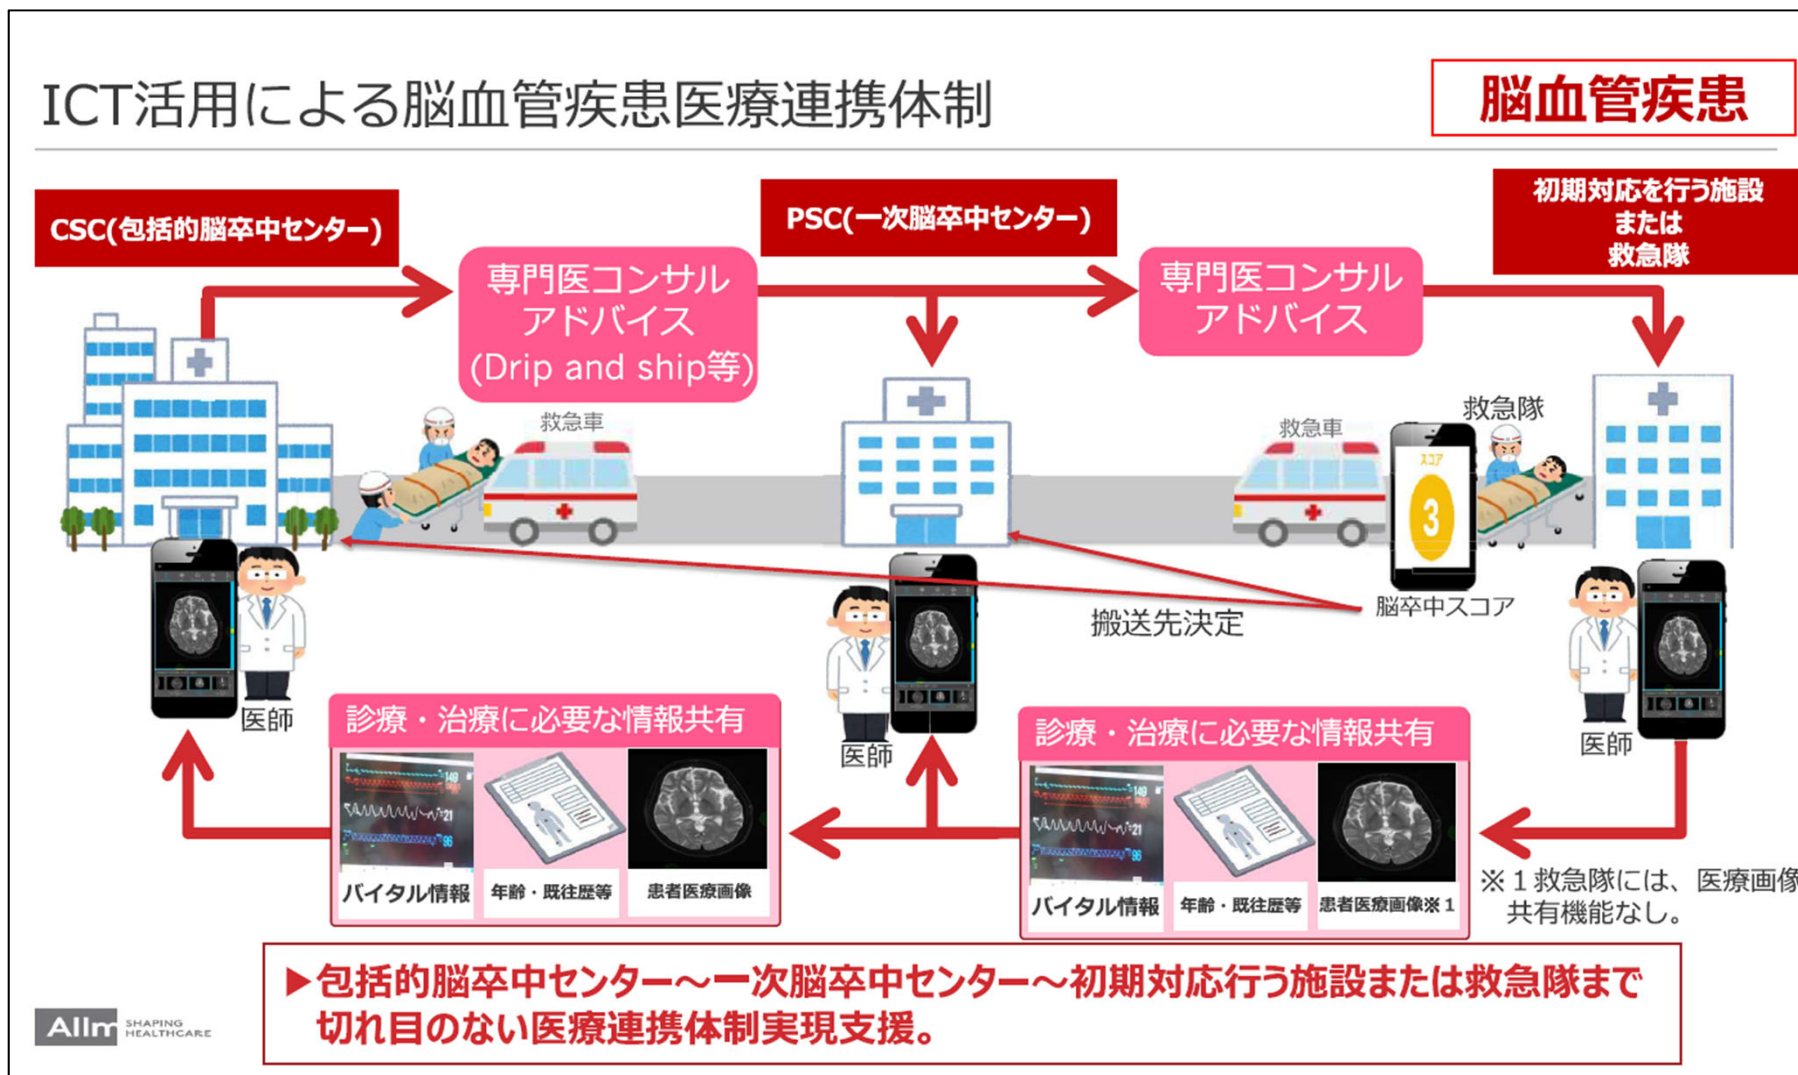 ICT活用による脳血管疾患医療連携体制
脳血管疾患
CSC(包括的脳卒中センター)
PSC(一次脳卒中センター)
初期対応を行う施設
または
救急隊
専門医コンサル
アドバイス
(Drip and ship等)
専門医コンサル
アドバイス
救急車
救急車
救急隊
スコア
3
脳卒中スコア
搬送先決定
医師
医師
医師
診療・治療に必要な情報共有
149
21
96
バイタル情報
年齢・既往歴等
患者医療画像
診療・治療に必要な情報共有
149
21
96
バイタル情報
年齢・既往歴等
患者医療画像※1
※1救急隊には、医療画像
共有機能なし。
▶包括的脳卒中センター～一次脳卒中センター～初期対応行う施設または救急隊まで
切れ目のない医療連携体制実現支援。
Allm SHAPING
HEALTHCARE